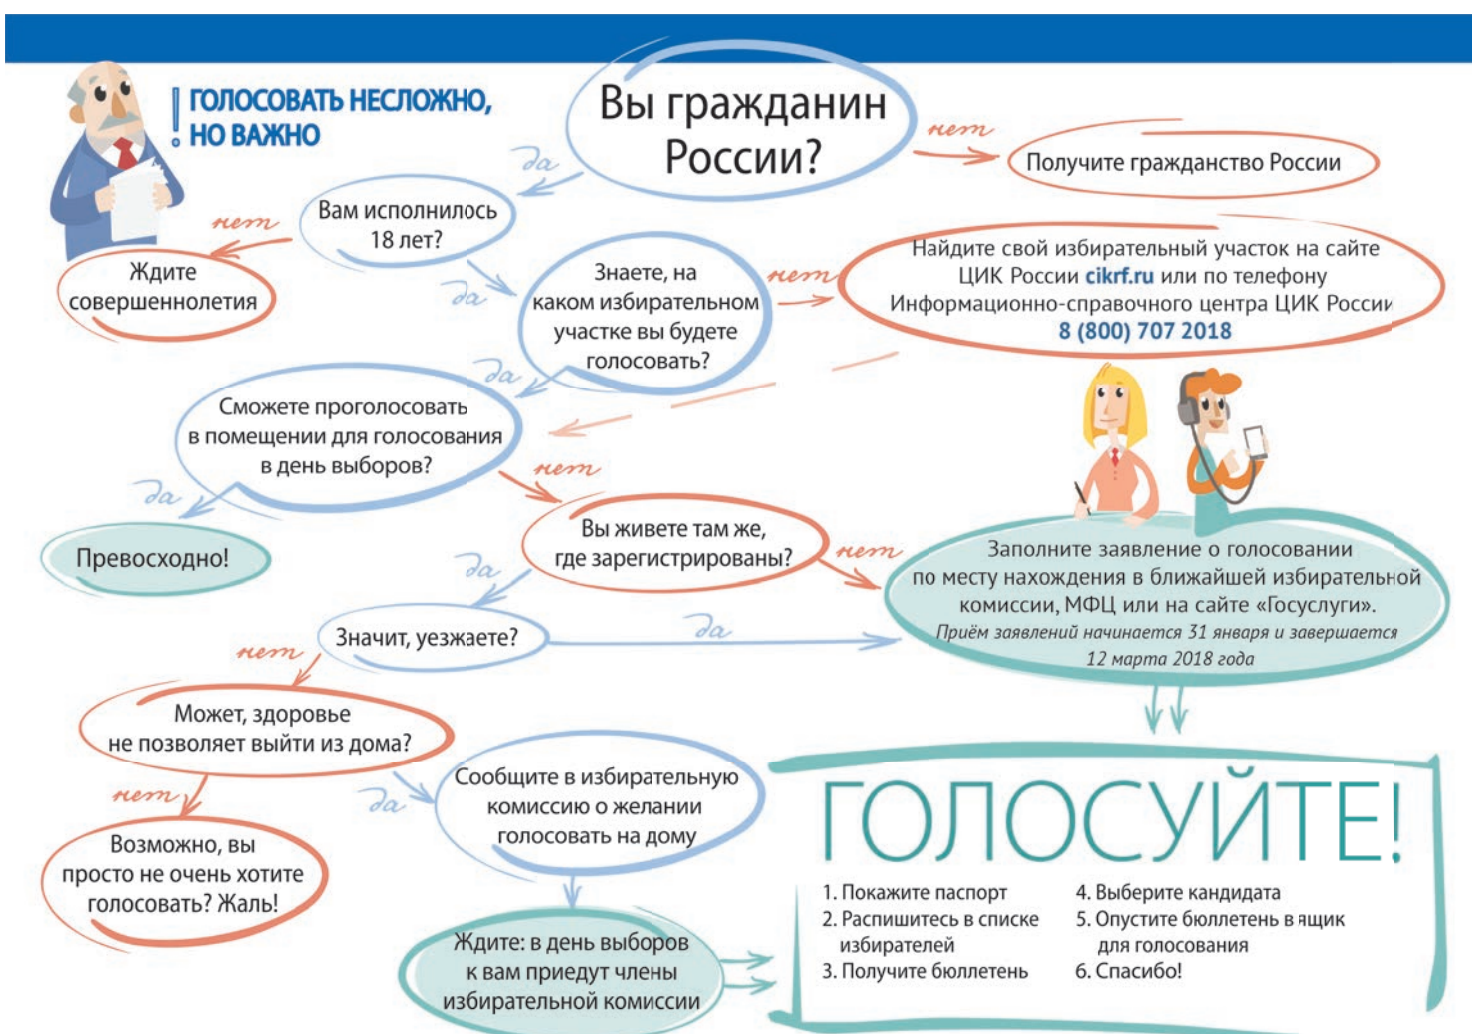 ГОЛОСОВАТЬ НЕСЛОЖНО,
НО ВАЖНО
Вы гражданин
России?
нет
Получите гражданство России
да
Вам исполнилось
18 лет?
нет
Ждите
совершеннолетия
да
Знаете, на
каком избирательном
участке вы будете
голосовать?
нет
Найдите свой избирательный участок на сайте
ЦИК России cikrf.ru или по телефону
Информационно-справочного центра ЦИК России
8 (800) 707 2018
да
Сможете проголосовать
в помещении для голосования
в день выборов?
да
Превосходно!
нет
Вы живете там же,
где зарегистрированы?
нет
Заполните заявление о голосовании
по месту нахождения в ближайшей избирательной
комиссии, МФЦ или на сайте «Госуслуги».
Приём заявлений начинается 31 января и завершается
12 марта 2018 года
да
Значит, уезжаете?
да
нет
Может, здоровье
не позволяет выйти из дома?
нет
Возможно, вы
просто не очень хотите
голосовать? Жаль!
да
Сообщите в избирательную
комиссию о желании
голосовать на дому
Ждите: в день выборов
к вам приедут члены
избирательной комиссии
ГОЛОСУЙТЕ!
1. Покажите паспорт
2. Распишитесь в списке
избирателей
3. Получите бюллетень
4. Выберите кандидата
5. Опустите бюллетень в ящик
для голосования
6. Спасибо!